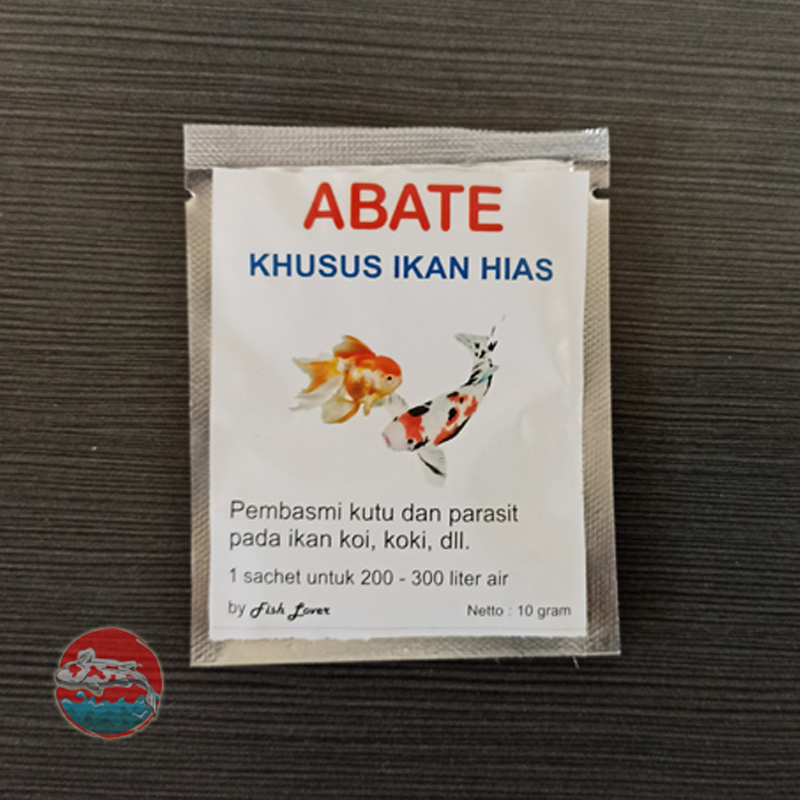 ABATE
KHUSUS IKAN HIAS
Pembasmi kutu dan parasit
pada ikan koi, koki, dll.
1 sachet untuk 200 - 300 liter air
by Fish Lover
Netto : 10 gram